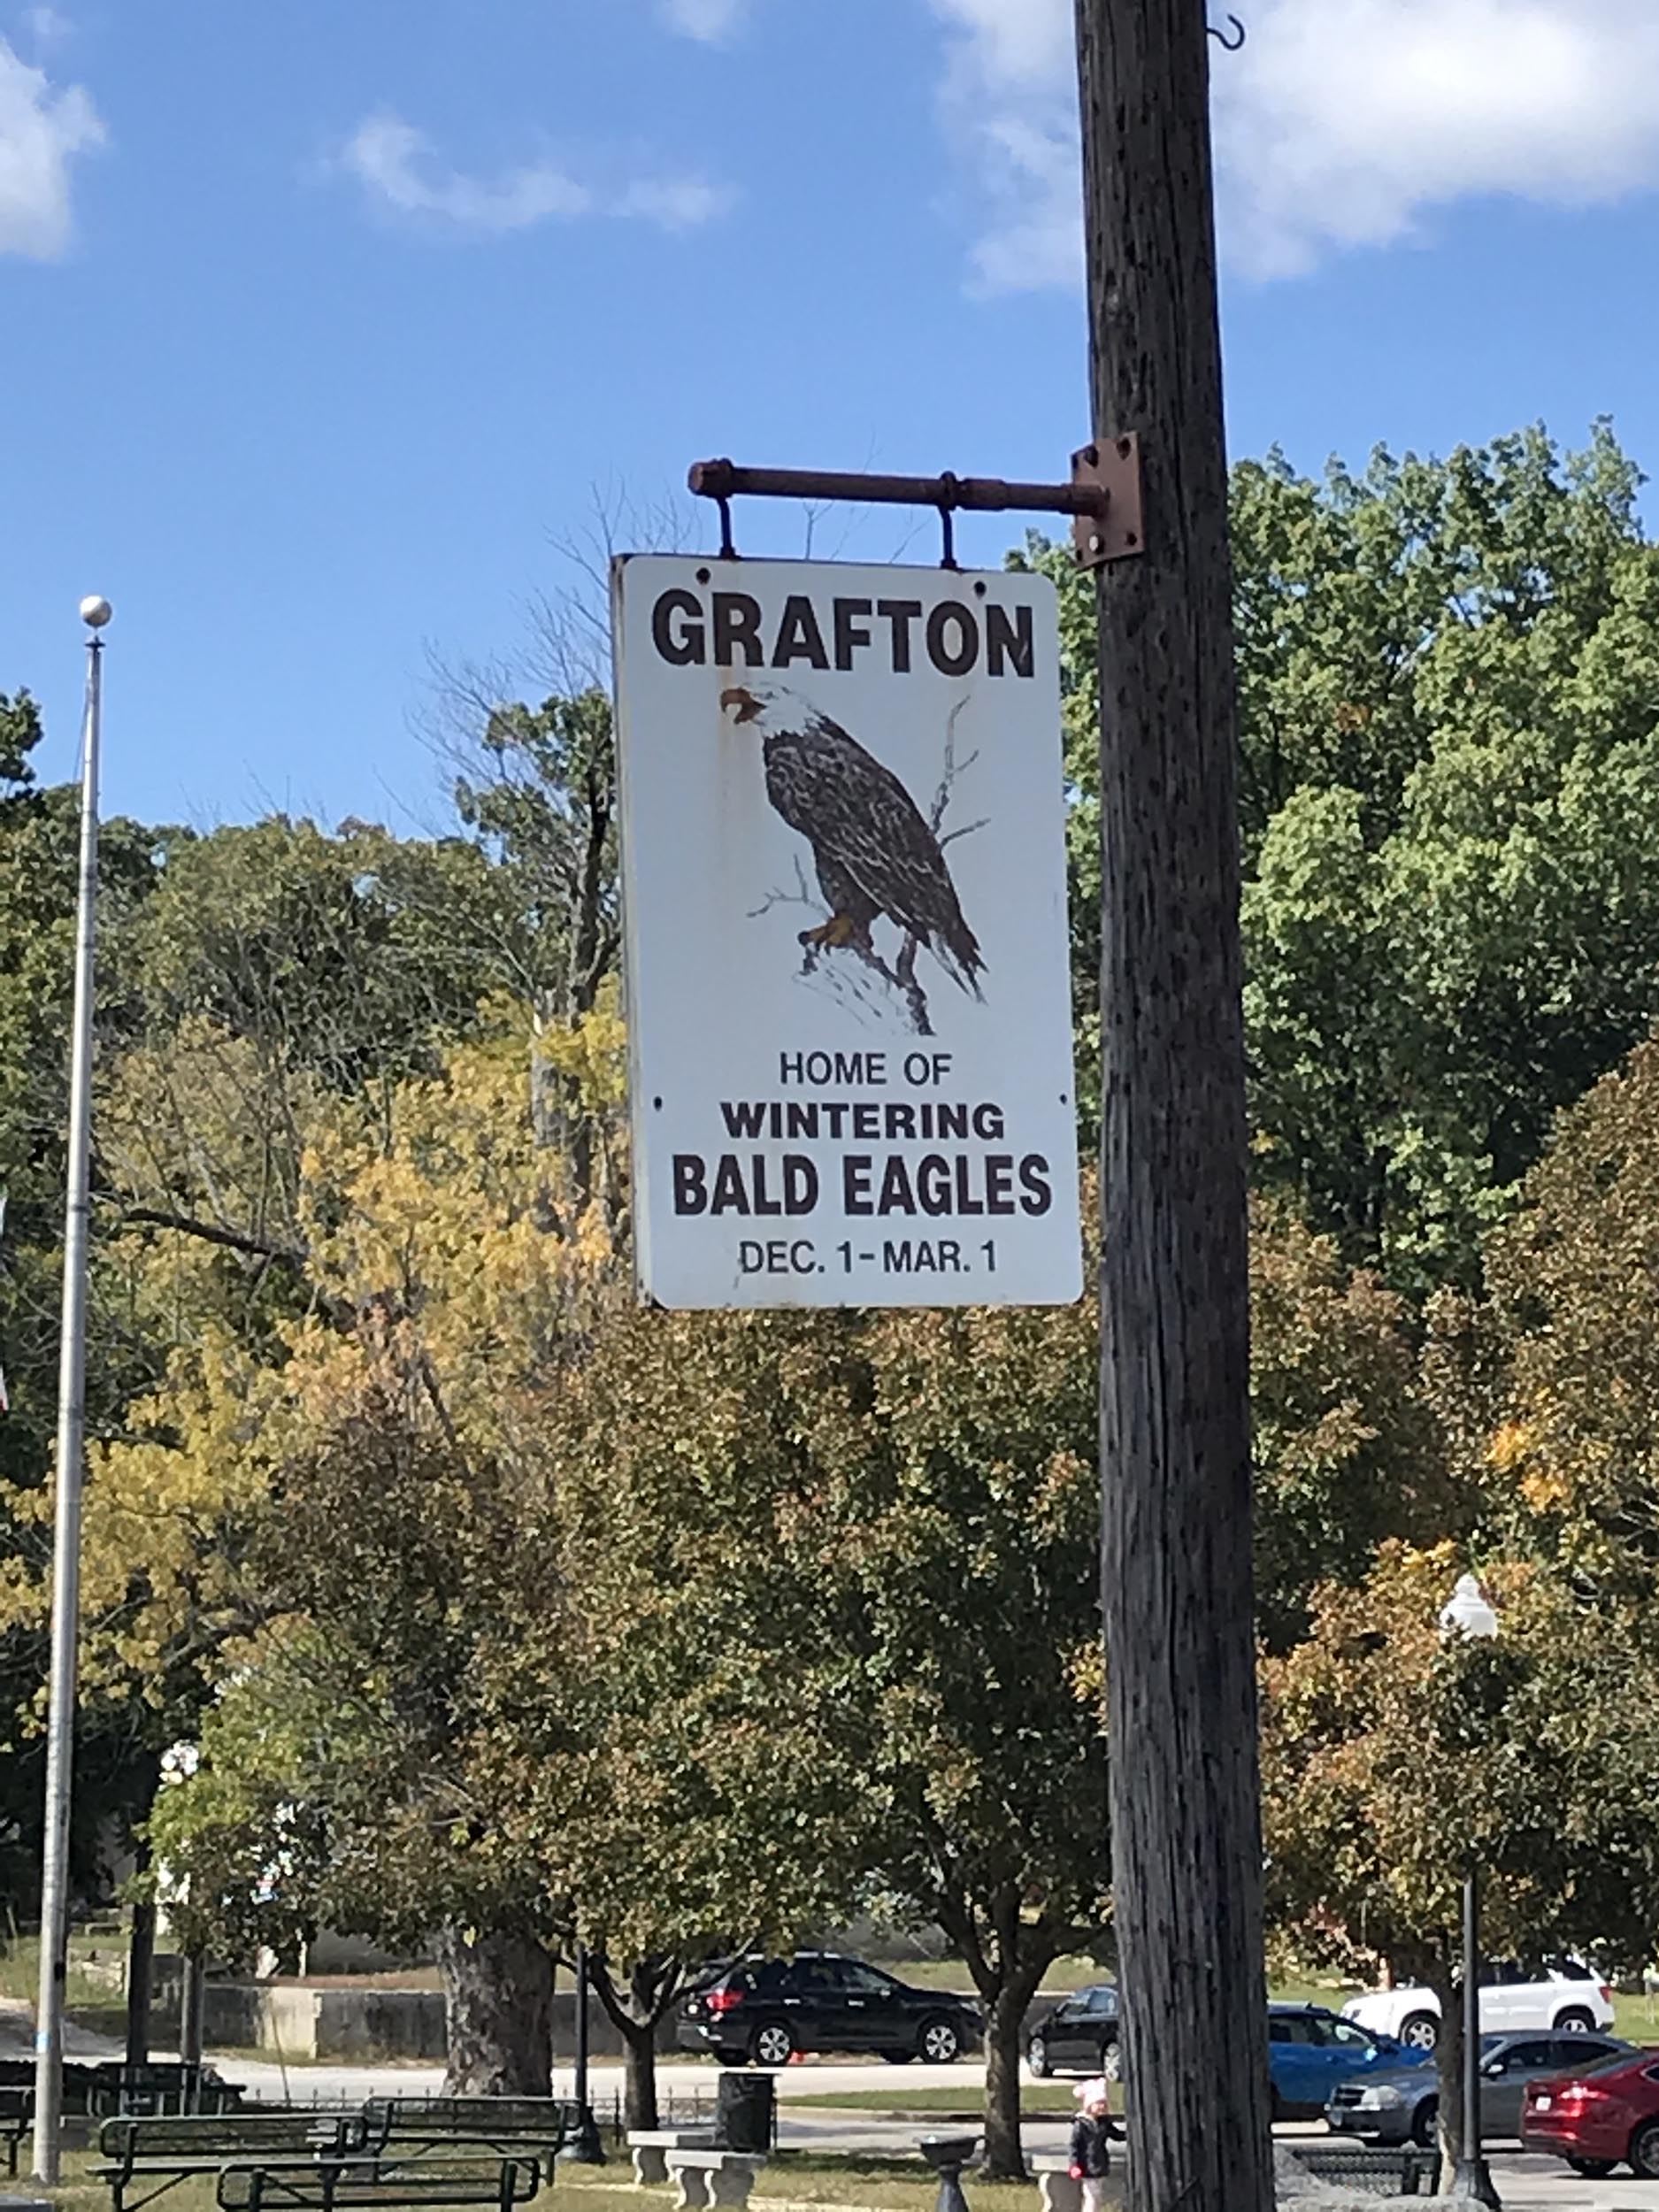 GRAFTON
HOME OF
WINTERING
BALD EAGLES
DEC. 1-MAR. 1